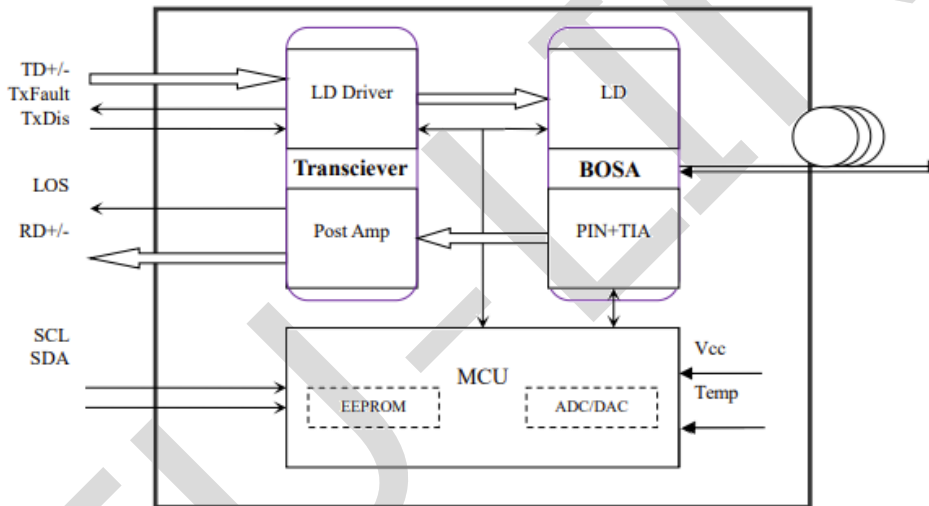 TD+/-
TxFault
TxDis
LOS
RD+/-
SCL
SDA
LD Driver
Transciever
Post Amp
LD
BOSA
PIN+TIA
MCU
EEPROM
ADC/DAC
Vcc
Temp